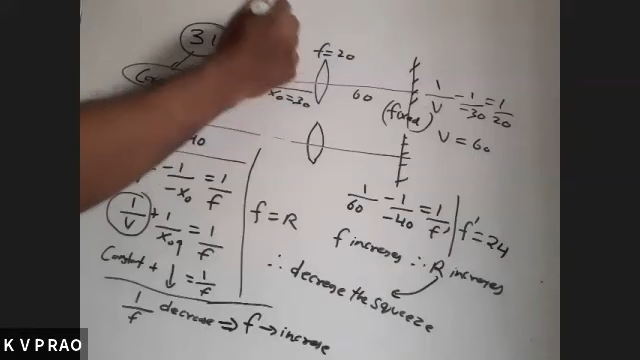 31
f=20
x₀=30
60
(fixed)
1/V - 1/-30 = 1/20
V = 60
40
- 1/-x₀ = 1/f
1/V + 1/x₀↑ = 1/f
Constant + ↓ = 1/f
1/f decrease ⇒ f → increase
f = R
1/60 - 1/-40 = 1/f'
f' = 24
f increases ∴ R increases
∴ decrease the squeeze
K V P RAO